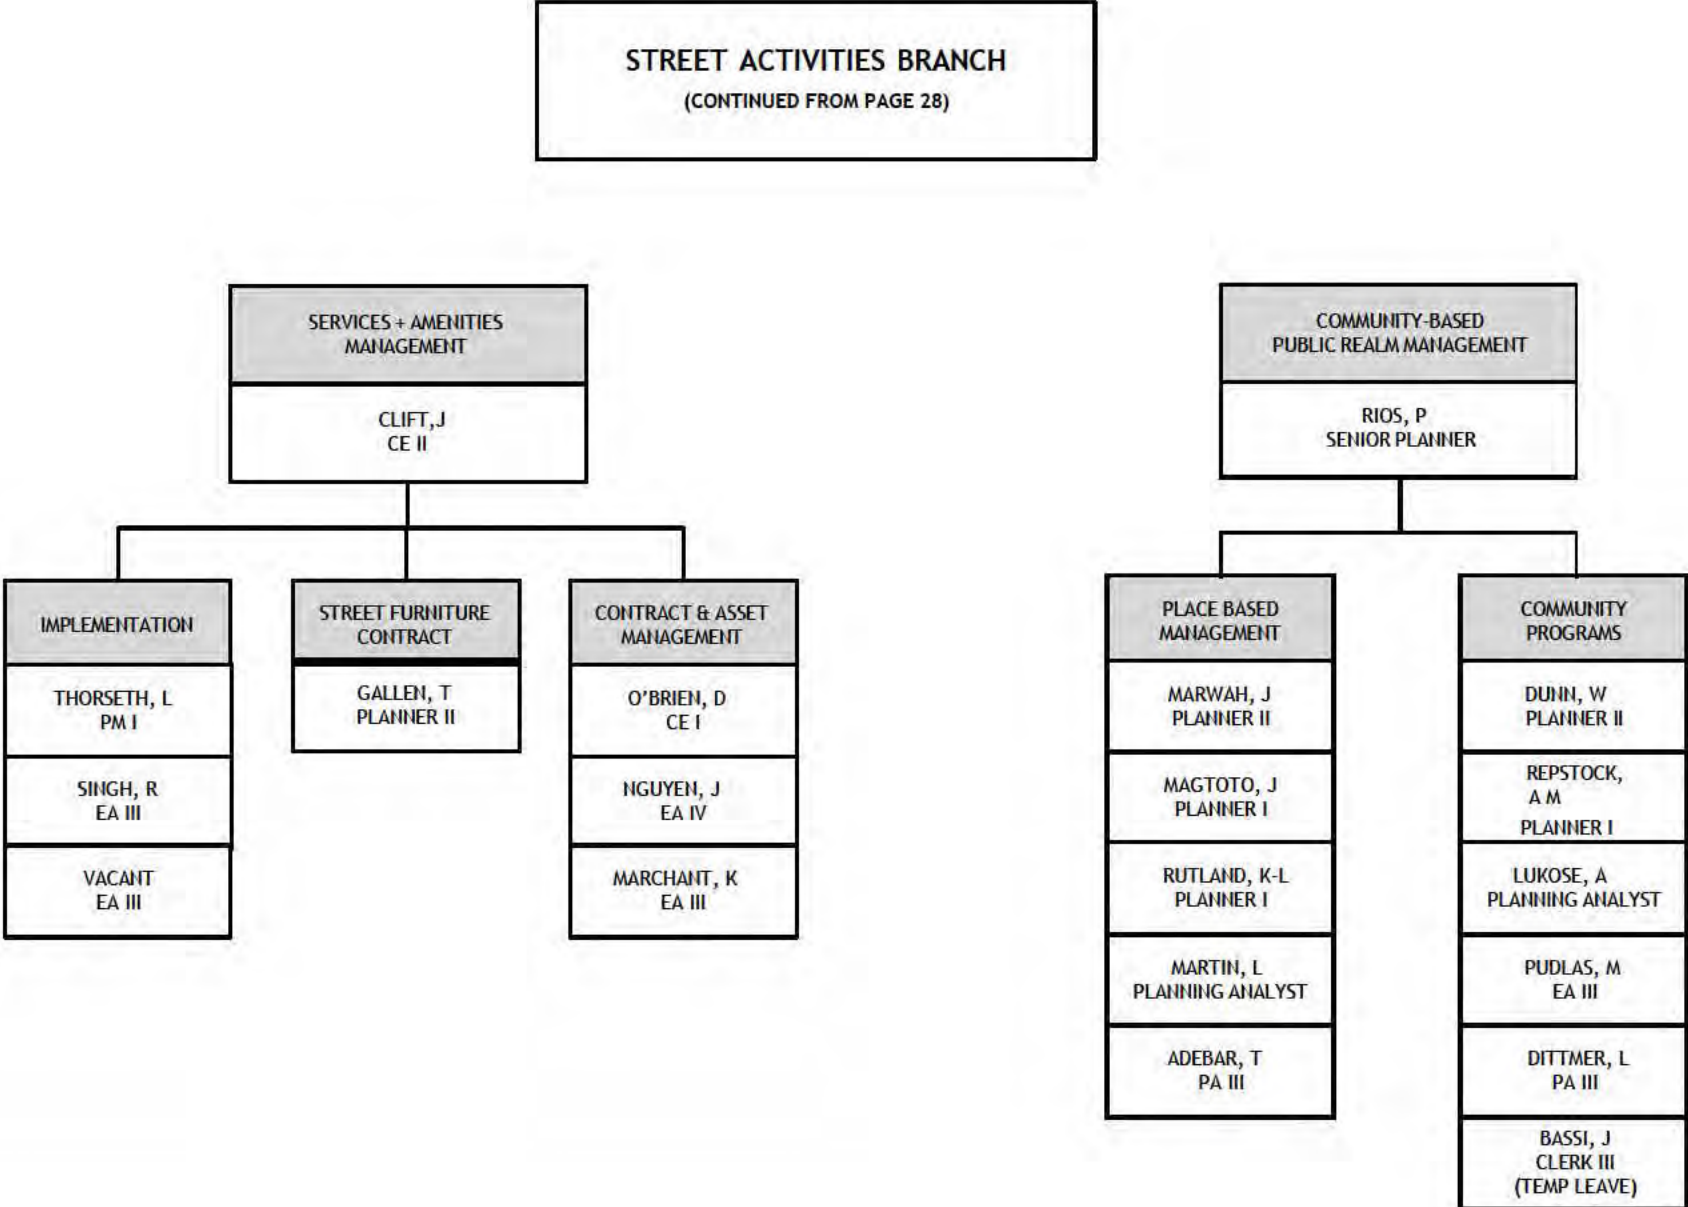 STREET ACTIVITIES BRANCH
(CONTINUED FROM PAGE 28)
SERVICES + AMENITIES
MANAGEMENT
CLIFT,J
CE II
IMPLEMENTATION
THORSETH, L
PM I
SINGH, R
EA III
VACANT
EA III
STREET FURNITURE
CONTRACT
GALLEN, T
PLANNER II
CONTRACT & ASSET
MANAGEMENT
O'BRIEN, D
CE I
NGUYEN, J
EA IV
MARCHANT, K
EA III
COMMUNITY-BASED
PUBLIC REALM MANAGEMENT
RIOS, P
SENIOR PLANNER
PLACE BASED
MANAGEMENT
MARWAH, J
PLANNER II
MAGTOTO, J
PLANNER I
RUTLAND, K-L
PLANNER I
MARTIN, L
PLANNING ANALYST
ADEBAR, T
PA III
COMMUNITY
PROGRAMS
DUNN, W
PLANNER II
REPSTOCK,
A M
PLANNER I
LUKOSE, A
PLANNING ANALYST
PUDLAS, M
EA III
DITTMER, L
PA III
BASSI, J
CLERK III
(TEMP LEAVE)